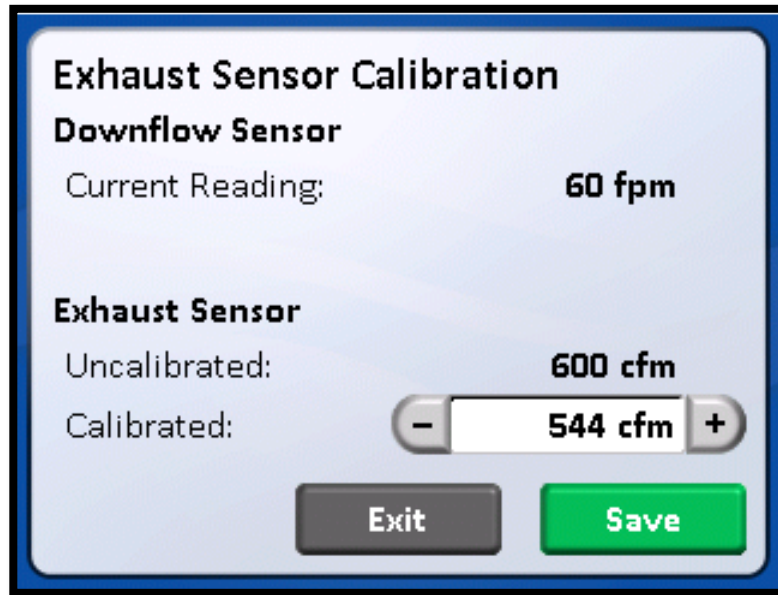 Exhaust Sensor Calibration
Downflow Sensor
Current Reading: 60 fpm
Exhaust Sensor
Uncalibrated: 600 cfm
Calibrated: - 544 cfm +
Exit Save